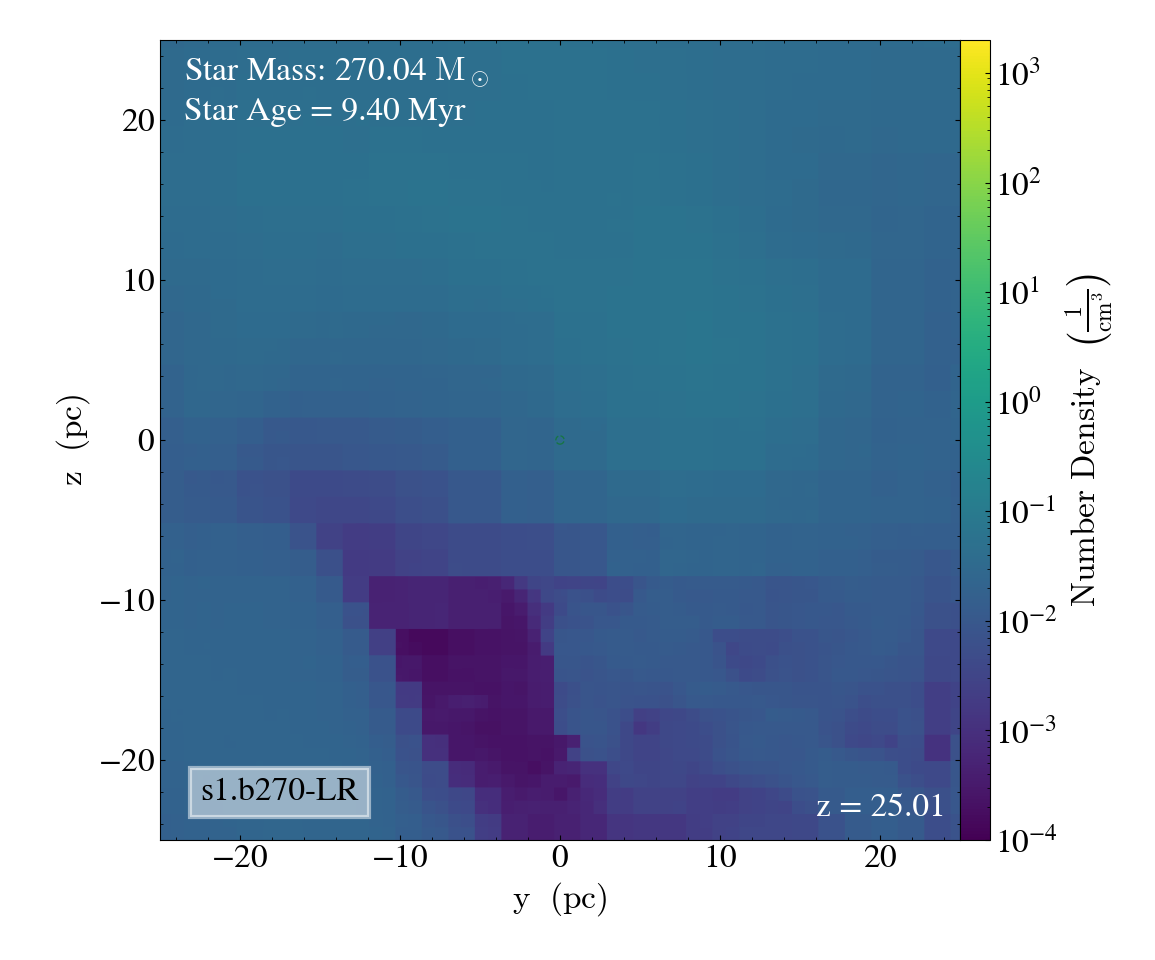 Star Mass: 270.04 M⊙
Star Age = 9.40 Myr
20
10
0
−10
−20
z (pc)
s1.b270-LR
z = 25.01
−20 −10 0 10 20
y (pc)
10³
10²
10¹
10⁰
10⁻¹
10⁻²
10⁻³
10⁻⁴
Number Density (1/cm³)